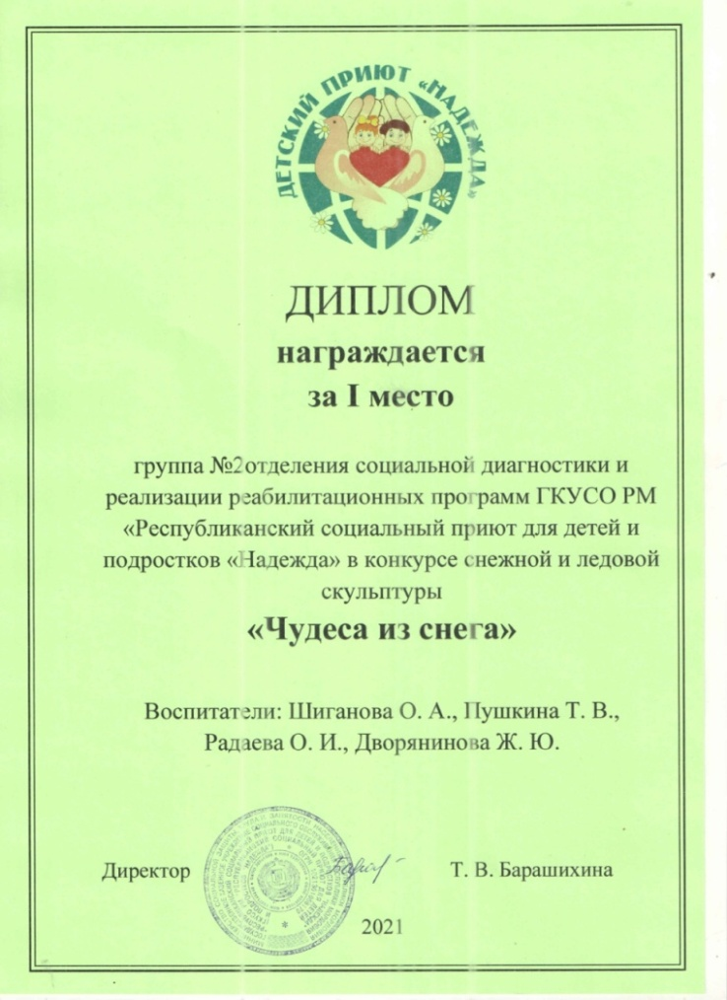 ДЕТСКИЙ ПРИЮТ «НАДЕЖДА»
ДИПЛОМ
награждается
за I место
группа №2отделения социальной диагностики и
реализации реабилитационных программ ГКУСО РМ
«Республиканский социальный приют для детей и
подростков «Надежда» в конкурсе снежной и ледовой
скульптуры
«Чудеса из снега»
Воспитатели: Шиганова О. А., Пушкина Т. В.,
Радаева О. И., Дворянинова Ж. Ю.
Директор
Т. В. Барашихина
2021